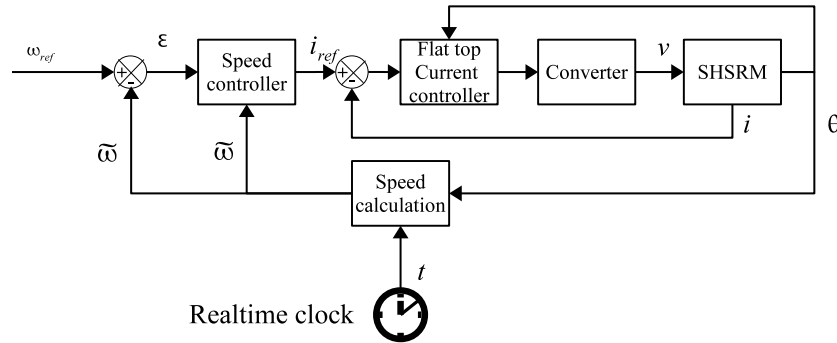 ω_ref
+
-
ε
Speed
controller
i_ref
+
-
Flat top
Current
controller
Converter
v
SHSRM
i
θ
ω̃
ω̃
Speed
calculation
t
Realtime clock